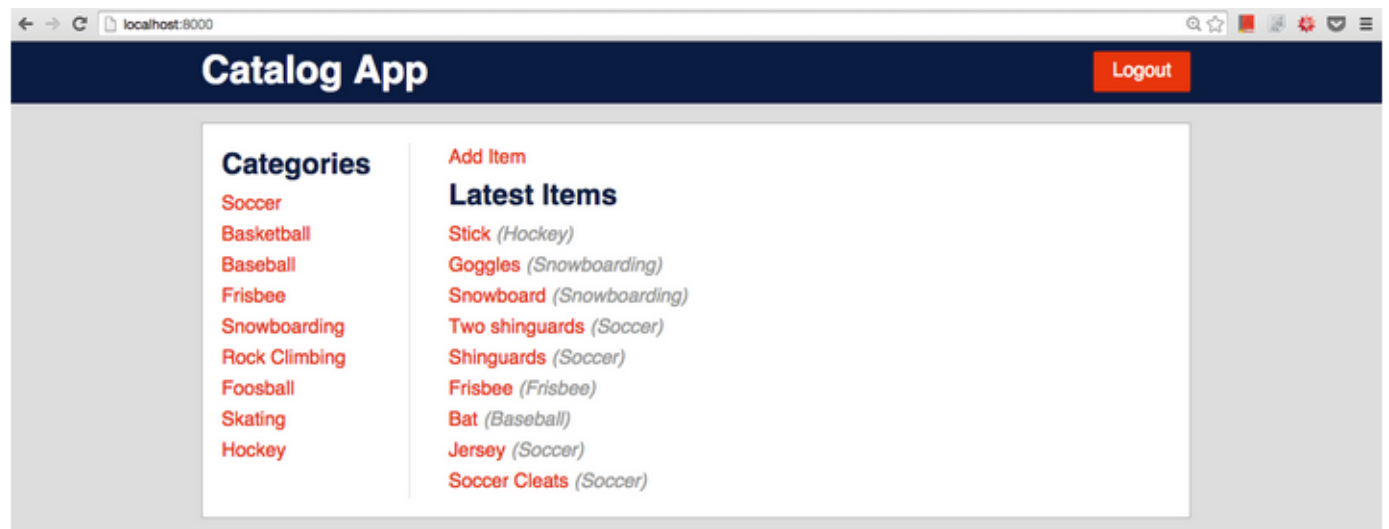 localhost:8000
Catalog App
Logout
Categories
Soccer
Basketball
Baseball
Frisbee
Snowboarding
Rock Climbing
Foosball
Skating
Hockey
Add Item
Latest Items
Stick (Hockey)
Goggles (Snowboarding)
Snowboard (Snowboarding)
Two shinguards (Soccer)
Shinguards (Soccer)
Frisbee (Frisbee)
Bat (Baseball)
Jersey (Soccer)
Soccer Cleats (Soccer)